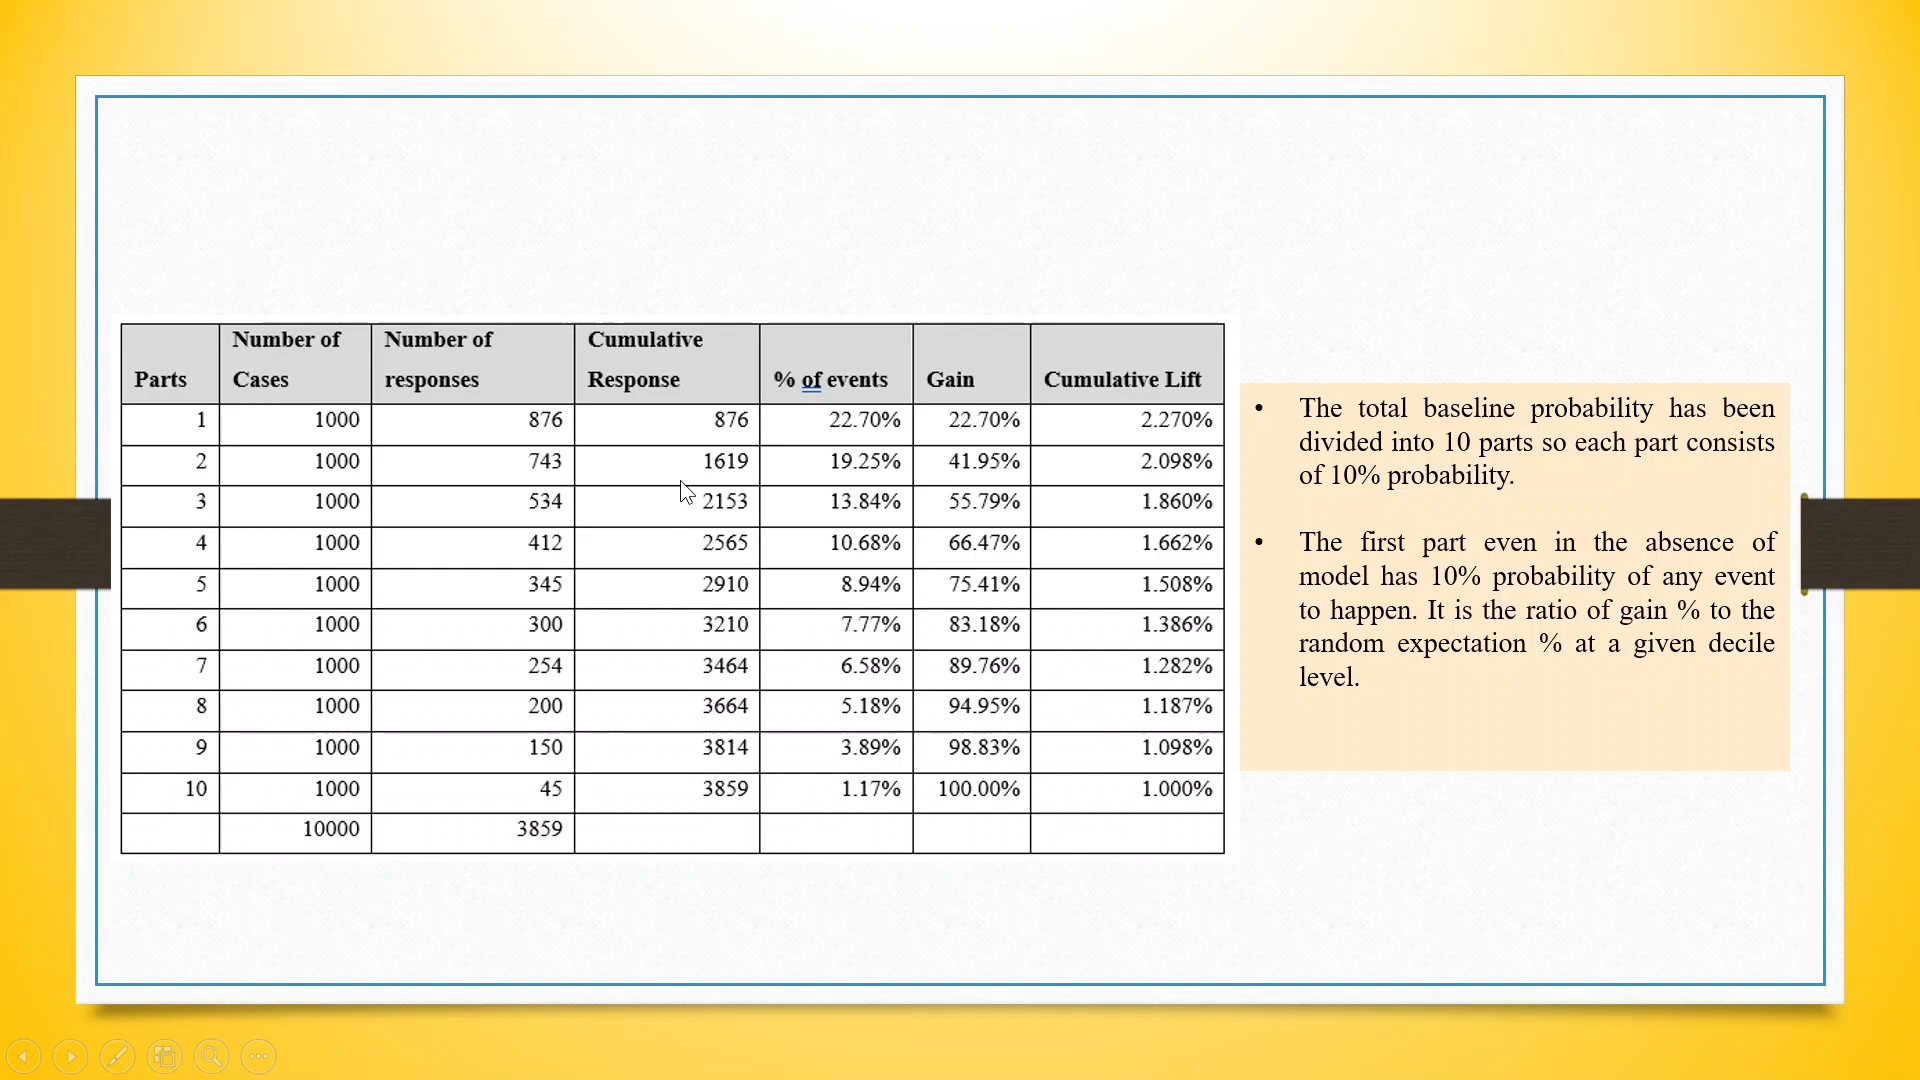 Parts Number of Cases Number of responses Cumulative Response % of events Gain Cumulative Lift
1 1000 876 876 22.70% 22.70% 2.270%
2 1000 743 1619 19.25% 41.95% 2.098%
3 1000 534 2153 13.84% 55.79% 1.860%
4 1000 412 2565 10.68% 66.47% 1.662%
5 1000 345 2910 8.94% 75.41% 1.508%
6 1000 300 3210 7.77% 83.18% 1.386%
7 1000 254 3464 6.58% 89.76% 1.282%
8 1000 200 3664 5.18% 94.95% 1.187%
9 1000 150 3814 3.89% 98.83% 1.098%
10 1000 45 3859 1.17% 100.00% 1.000%
10000 3859
• The total baseline probability has been
divided into 10 parts so each part consists
of 10% probability.
• The first part even in the absence of
model has 10% probability of any event
to happen. It is the ratio of gain % to the
random expectation % at a given decile
level.